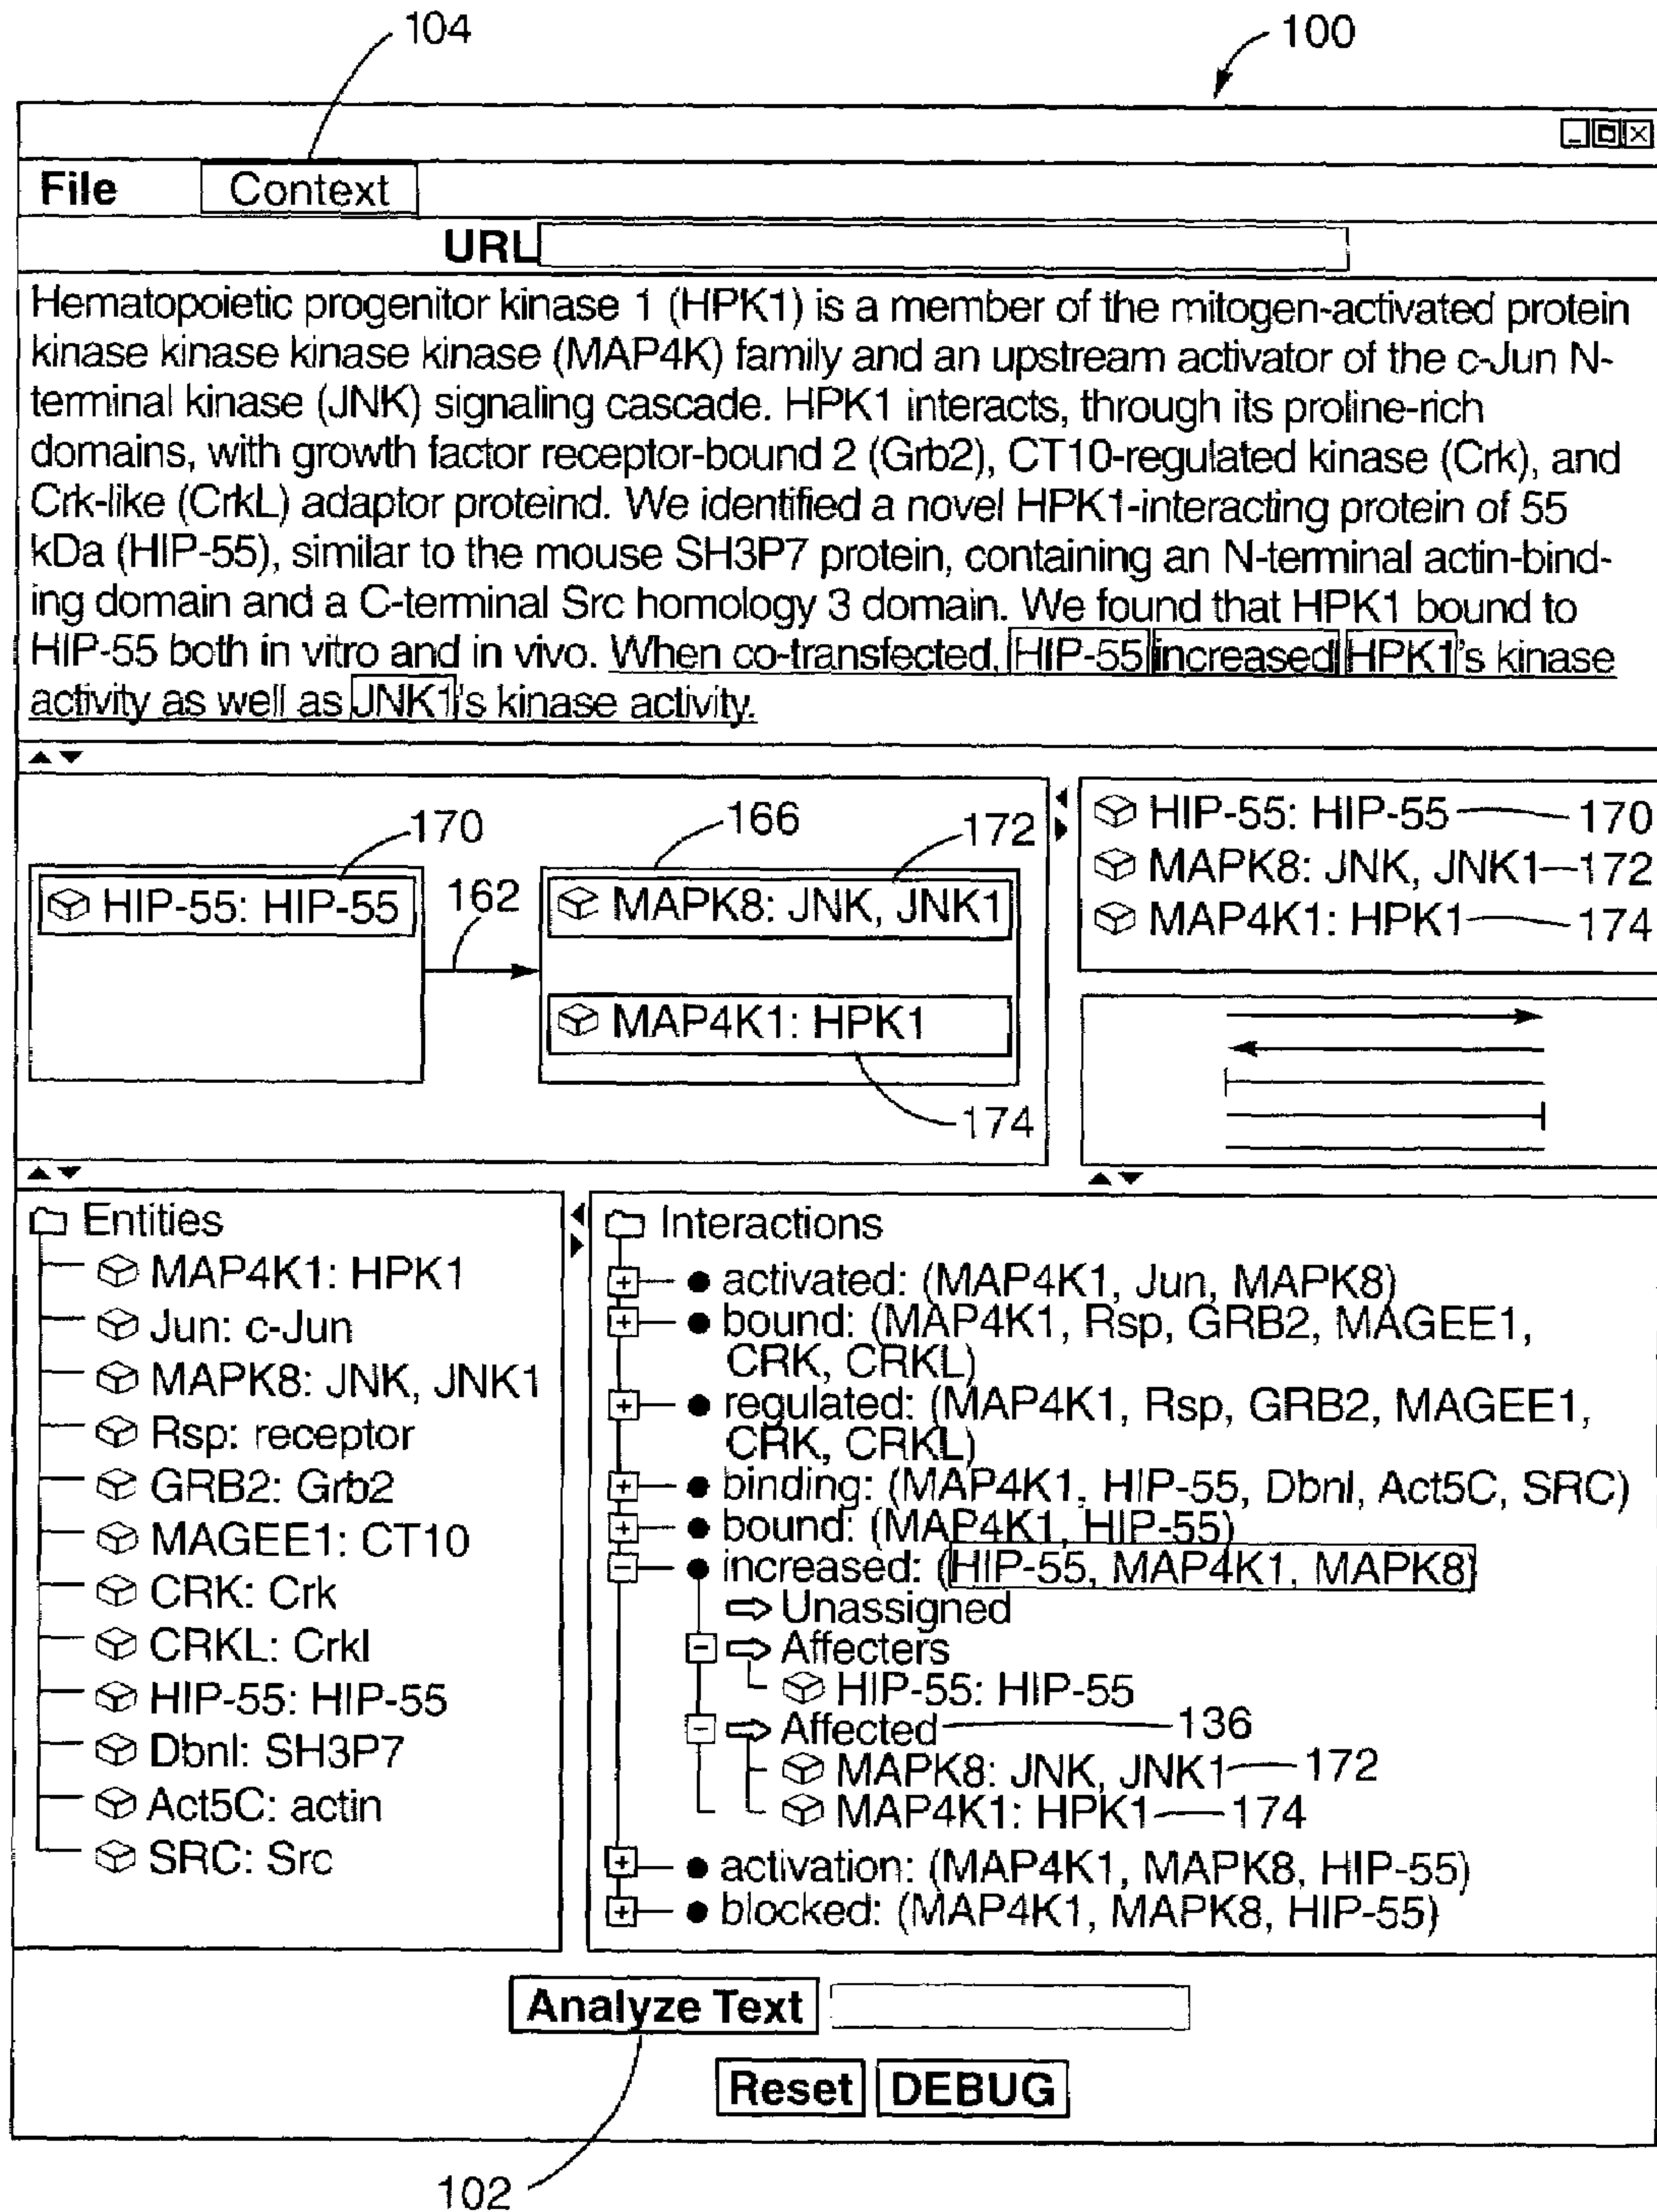 104
100
File Context
URL
Hematopoietic progenitor kinase 1 (HPK1) is a member of the mitogen-activated protein
kinase kinase kinase kinase (MAP4K) family and an upstream activator of the c-Jun N-
terminal kinase (JNK) signaling cascade. HPK1 interacts, through its proline-rich
domains, with growth factor receptor-bound 2 (Grb2), CT10-regulated kinase (Crk), and
Crk-like (CrkL) adaptor proteind. We identified a novel HPK1-interacting protein of 55
kDa (HIP-55), similar to the mouse SH3P7 protein, containing an N-terminal actin-bind-
ing domain and a C-terminal Src homology 3 domain. We found that HPK1 bound to
HIP-55 both in vitro and in vivo. When co-transfected, HIP-55 increased HPK1's kinase
activity as well as JNK1's kinase activity.
170
166
172
HIP-55: HIP-55
162
MAPK8: JNK, JNK1
MAP4K1: HPK1
174
HIP-55: HIP-55 170
MAPK8: JNK, JNK1 172
MAP4K1: HPK1 174
Entities
MAP4K1: HPK1
Jun: c-Jun
MAPK8: JNK, JNK1
Rsp: receptor
GRB2: Grb2
MAGEE1: CT10
CRK: Crk
CRKL: Crkl
HIP-55: HIP-55
Dbnl: SH3P7
Act5C: actin
SRC: Src
Interactions
activated: (MAP4K1, Jun, MAPK8)
bound: (MAP4K1, Rsp, GRB2, MAGEE1,
CRK, CRKL)
regulated: (MAP4K1, Rsp, GRB2, MAGEE1,
CRK, CRKL)
binding: (MAP4K1, HIP-55, Dbnl, Act5C, SRC)
bound: (MAP4K1, HIP-55)
increased: (HIP-55, MAP4K1, MAPK8)
Unassigned
Affecters
HIP-55: HIP-55
Affected 136
MAPK8: JNK, JNK1 172
MAP4K1: HPK1 174
activation: (MAP4K1, MAPK8, HIP-55)
blocked: (MAP4K1, MAPK8, HIP-55)
Analyze Text
Reset DEBUG
102